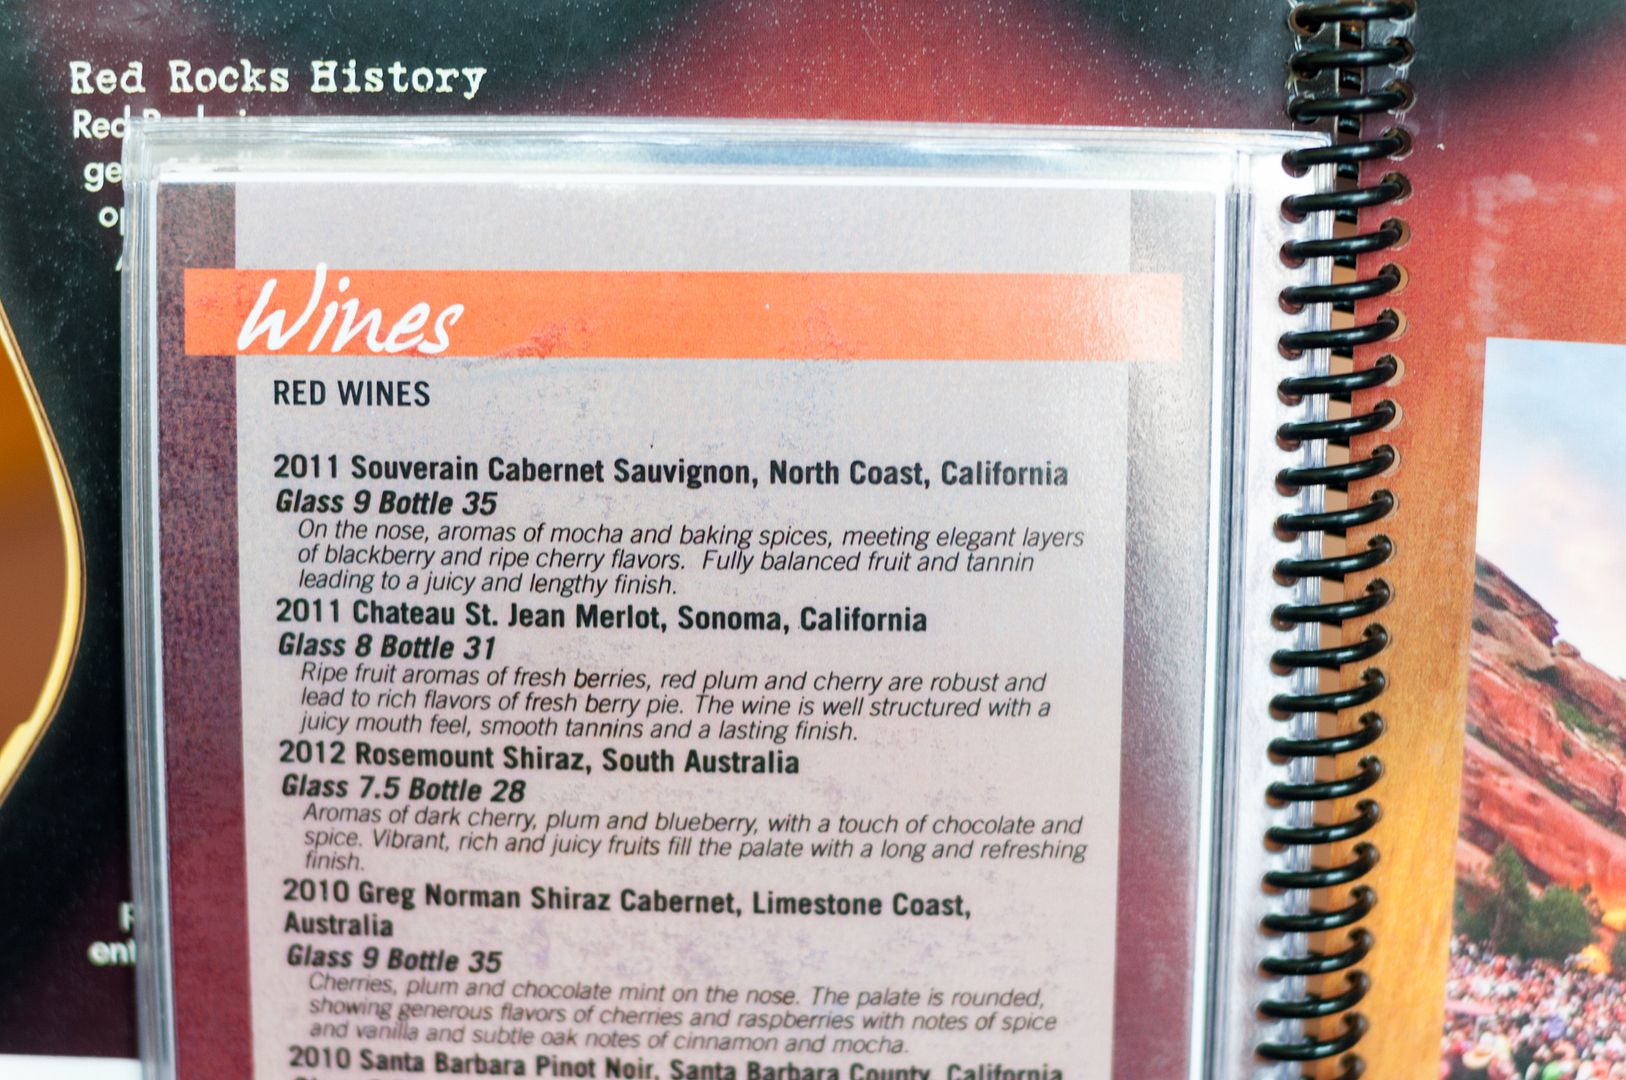 Red Rocks History
Red
ge
Wines
RED WINES
2011 Souverain Cabernet Sauvignon, North Coast, California
Glass 9 Bottle 35
On the nose, aromas of mocha and baking spices, meeting elegant layers
of blackberry and ripe cherry flavors. Fully balanced fruit and tannin
leading to a juicy and lengthy finish.
2011 Chateau St. Jean Merlot, Sonoma, California
Glass 8 Bottle 31
Ripe fruit aromas of fresh berries, red plum and cherry are robust and
lead to rich flavors of fresh berry pie. The wine is well structured with a
juicy mouth feel, smooth tannins and a lasting finish.
2012 Rosemount Shiraz, South Australia
Glass 7.5 Bottle 28
Aromas of dark cherry, plum and blueberry, with a touch of chocolate and
spice. Vibrant, rich and juicy fruits fill the palate with a long and refreshing
finish.
2010 Greg Norman Shiraz Cabernet, Limestone Coast,
Australia
Glass 9 Bottle 35
Cherries, plum and chocolate mint on the nose. The palate is rounded,
showing generous flavors of cherries and raspberries with notes of spice
and vanilla and subtle oak notes of cinnamon and mocha.
2010 Santa Barbara Pinot Noir, Santa Barbara County, California
ent